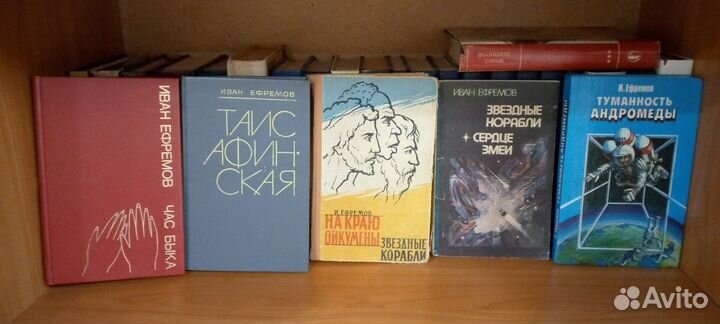 ИВАН ЕФРЕМОВ ЧАС БЫКА
ИВАН ЕФРЕМОВ
ТАИС
АФИН-
СКАЯ
И. ЕФРЕМОВ
НА КРАЮ
ОЙКУМЕНЫ
ЗВЕЗДНЫЕ
КОРАБЛИ
ИВАН ЕФРЕМОВ
ЗВЕЗДНЫЕ
КОРАБЛИ
СЕРДЦЕ
ЗМЕИ
И. Ефремов
ТУМАННОСТЬ
АНДРОМЕДЫ
Avito